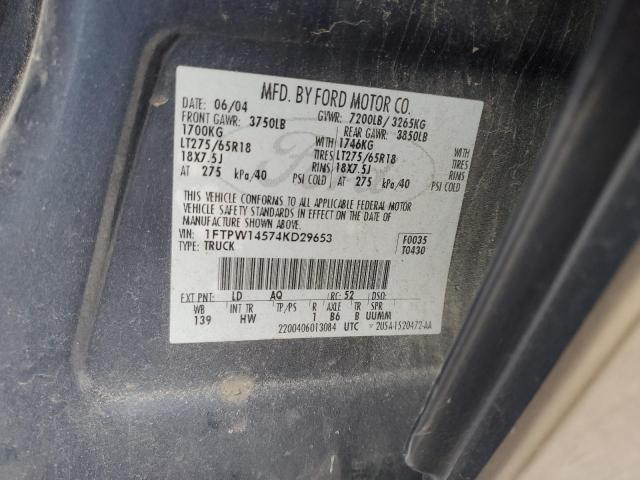 MFD. BY FORD MOTOR CO.
DATE: 06/04 GVWR: 7200LB/ 3265KG
FRONT GAWR: 3750LB REAR GAWR: 3850LB
1700KG 1746KG
LT275/65R18 TIRES LT275/65R18 TIRES
18X7.5J RIMS 18X7.5J RIMS
AT 275 kPa/40 PSI COLD AT 275 kPa/40 PSI COLD
THIS VEHICLE CONFORMS TO ALL APPLICABLE FEDERAL MOTOR
VEHICLE SAFETY STANDARDS IN EFFECT ON THE DATE OF
MANUFACTURE SHOWN ABOVE.
VIN: 1FTPW14574KD29653 F0035
TYPE: TRUCK T0430
EXT PNT: LD AQ RC: 52 DSO:
WB INT TR TP/PS R AXLE TR SPR
139 HW 1 B6 B UUMM
2200406013084 UTC
Ford